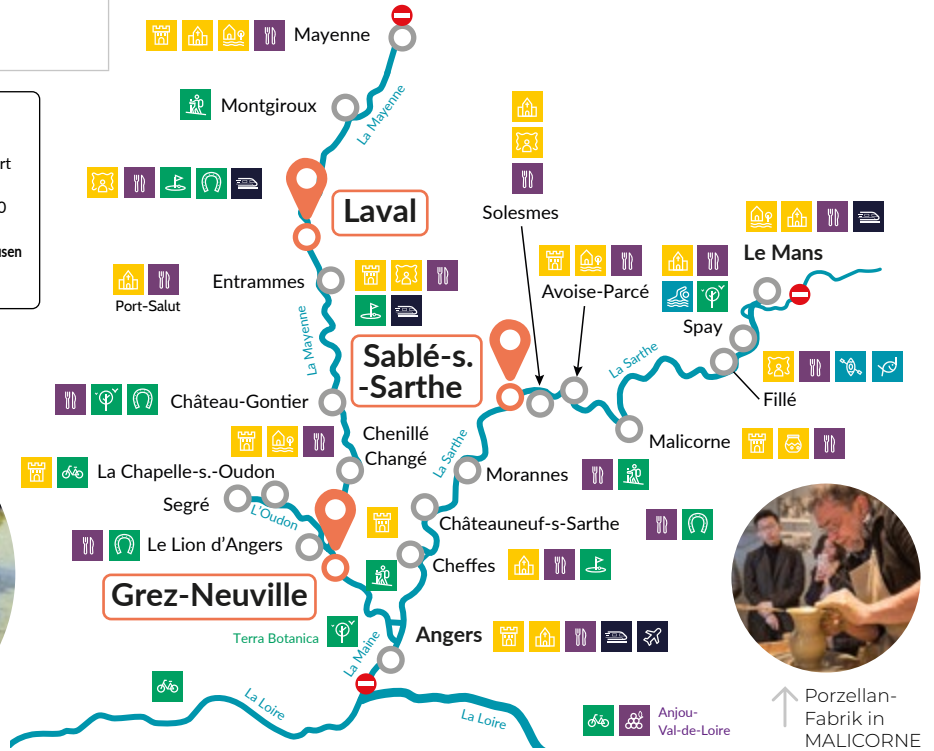 rt
0
isen
Mayenne
Montgiroux
La Mayenne
Laval
Solesmes
Le Mans
Avoise-Parcé
Entrammes
Port-Salut
La Mayenne
Spay
Sablé-s.
-Sarthe
La Sarthe
Fillé
Château-Gontier
Chenillé
Changé
Malicorne
La Sarthe
La Chapelle-s.-Oudon
Morannes
Segré
L'Oudon
Châteauneuf-s-Sarthe
Le Lion d'Angers
Cheffes
Grez-Neuville
Terra Botanica
Angers
La Maine
La Loire
La Loire
Anjou-
Val-de-Loire
Porzellan-
Fabrik in
MALICORNE